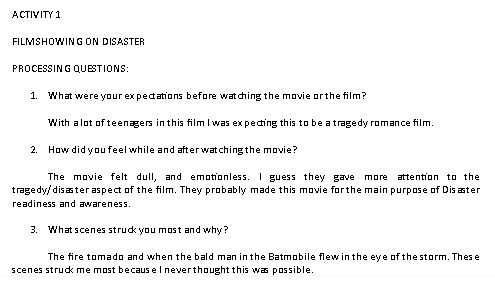 ACTIVITY 1
FILMSHOWING ON DISASTER
PROCESSING QUESTIONS:
1. What were your expectations before watching the movie or the film?
With a lot of teenagers in this film I was expecting this to be a tragedy romance film.
2. How did you feel while and after watching the movie?
The movie felt dull, and emotionless. I guess they gave more attention to the
tragedy/disaster aspect of the film. They probably made this movie for the main purpose of Disaster
readiness and awareness.
3. What scenes struck you most and why?
The fire tornado and when the bald man in the Batmobile flew in the eye of the storm. These
scenes struck me most because I never thought this was possible.